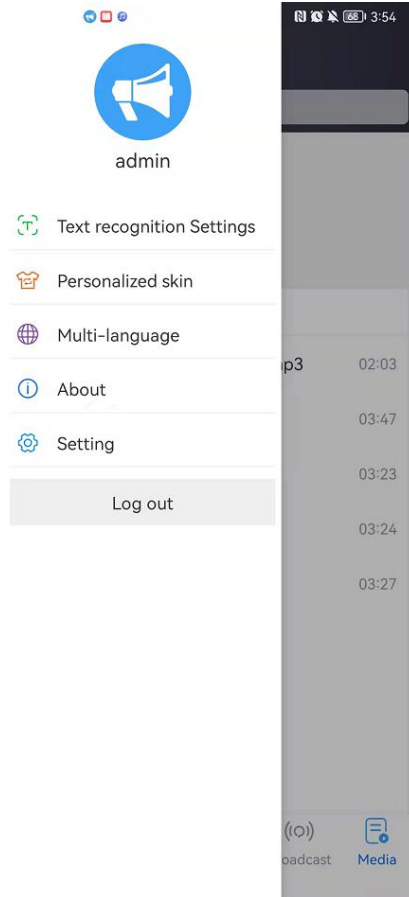 68 3:54
admin
Text recognition Settings
Personalized skin
Multi-language
p3 02:03
About
03:47
Setting
03:23
Log out
03:24
03:27
oadcast Media